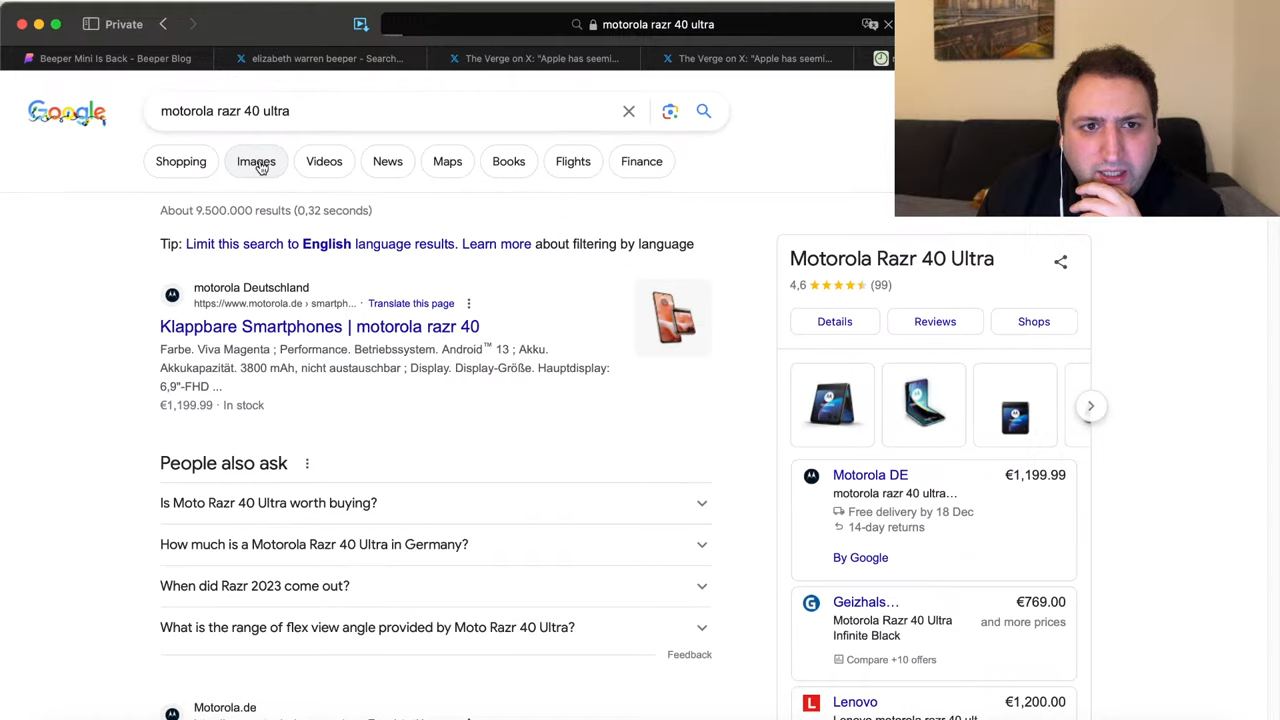 Private
motorola razr 40 ultra
Beeper Mini Is Back - Beeper Blog
elizabeth warren beeper - Search...
The Verge on X: "Apple has seemi...
The Verge on X: "Apple has seemi...
Google
motorola razr 40 ultra
Shopping
Images
Videos
News
Maps
Books
Flights
Finance
About 9.500.000 results (0,32 seconds)
Tip: Limit this search to English language results. Learn more about filtering by language
motorola Deutschland
https://www.motorola.de › smartph... · Translate this page
Klappbare Smartphones | motorola razr 40
Farbe. Viva Magenta ; Performance. Betriebssystem. Android™ 13 ; Akku.
Akkukapazität. 3800 mAh, nicht austauschbar ; Display. Display-Größe. Hauptdisplay:
6,9"-FHD ...
€1,199.99 · In stock
People also ask
Is Moto Razr 40 Ultra worth buying?
How much is a Motorola Razr 40 Ultra in Germany?
When did Razr 2023 come out?
What is the range of flex view angle provided by Moto Razr 40 Ultra?
Feedback
Motorola.de
Motorola Razr 40 Ultra
4,6 (99)
Details
Reviews
Shops
Motorola DE €1,199.99
motorola razr 40 ultra…
Free delivery by 18 Dec
14-day returns
By Google
Geizhals… €769.00
Motorola Razr 40 Ultra and more prices
Infinite Black
Compare +10 offers
L
Lenovo €1,200.00